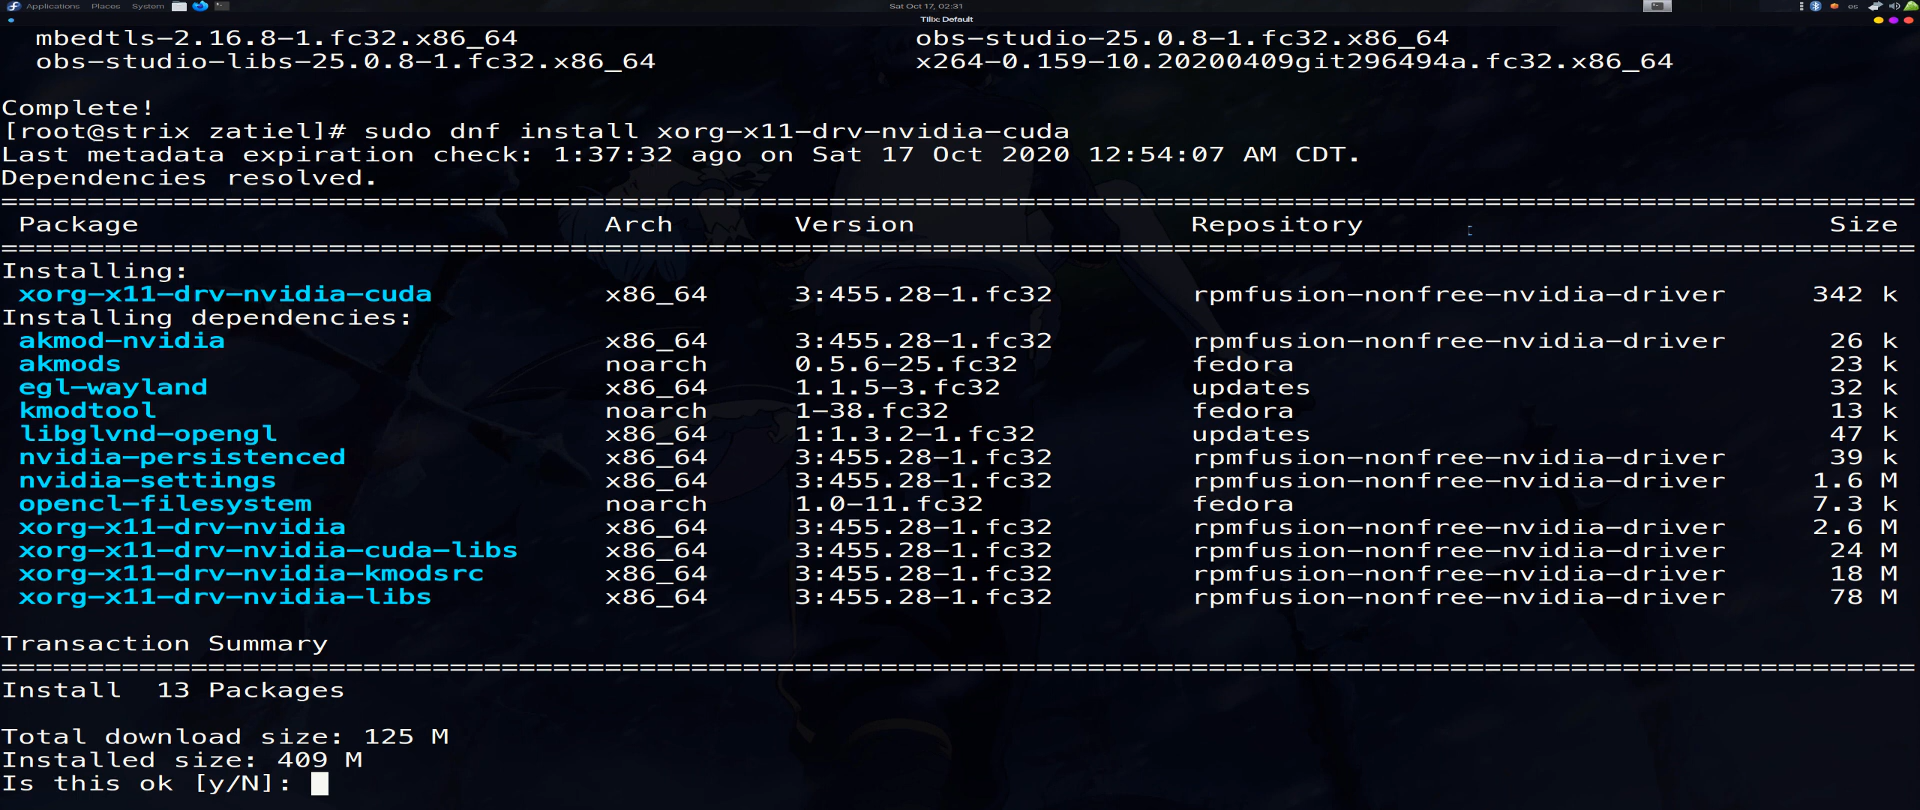 Applications Places System Sat Oct 17, 02:31 es
Tilix: Default
mbedtls-2.16.8-1.fc32.x86_64 obs-studio-25.0.8-1.fc32.x86_64
obs-studio-libs-25.0.8-1.fc32.x86_64 x264-0.159-10.20200409git296494a.fc32.x86_64
Complete!
[root@strix zatiel]# sudo dnf install xorg-x11-drv-nvidia-cuda
Last metadata expiration check: 1:37:32 ago on Sat 17 Oct 2020 12:54:07 AM CDT.
Dependencies resolved.
Package Arch Version Repository Size
Installing:
xorg-x11-drv-nvidia-cuda x86_64 3:455.28-1.fc32 rpmfusion-nonfree-nvidia-driver 342 k
Installing dependencies:
akmod-nvidia x86_64 3:455.28-1.fc32 rpmfusion-nonfree-nvidia-driver 26 k
akmods noarch 0.5.6-25.fc32 fedora 23 k
egl-wayland x86_64 1.1.5-3.fc32 updates 32 k
kmodtool noarch 1-38.fc32 fedora 13 k
libglvnd-opengl x86_64 1:1.3.2-1.fc32 updates 47 k
nvidia-persistenced x86_64 3:455.28-1.fc32 rpmfusion-nonfree-nvidia-driver 39 k
nvidia-settings x86_64 3:455.28-1.fc32 rpmfusion-nonfree-nvidia-driver 1.6 M
opencl-filesystem noarch 1.0-11.fc32 fedora 7.3 k
xorg-x11-drv-nvidia x86_64 3:455.28-1.fc32 rpmfusion-nonfree-nvidia-driver 2.6 M
xorg-x11-drv-nvidia-cuda-libs x86_64 3:455.28-1.fc32 rpmfusion-nonfree-nvidia-driver 24 M
xorg-x11-drv-nvidia-kmodsrc x86_64 3:455.28-1.fc32 rpmfusion-nonfree-nvidia-driver 18 M
xorg-x11-drv-nvidia-libs x86_64 3:455.28-1.fc32 rpmfusion-nonfree-nvidia-driver 78 M
Transaction Summary
Install 13 Packages
Total download size: 125 M
Installed size: 409 M
Is this ok [y/N]: